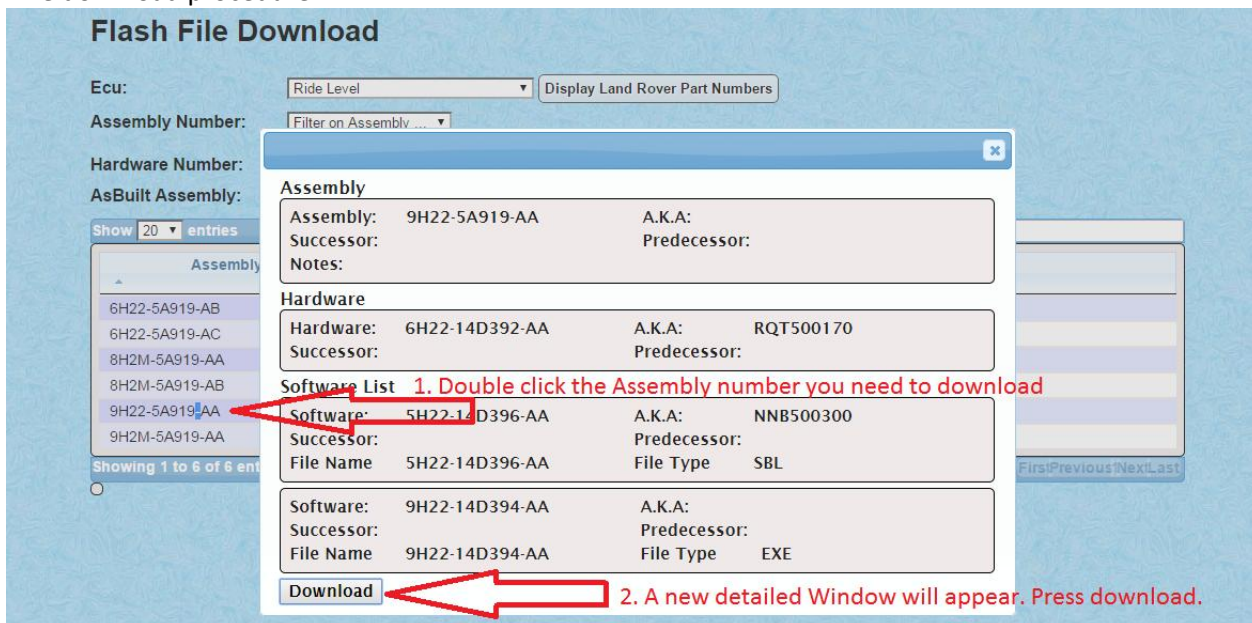 Flash File Download
Ecu: Ride Level Display Land Rover Part Numbers
Assembly Number: Filter on Assembly ...
Hardware Number:
AsBuilt Assembly:
Show 20 entries
Assembly
6H22-5A919-AB
6H22-5A919-AC
8H2M-5A919-AA
8H2M-5A919-AB
9H22-5A919-AA
9H2M-5A919-AA
Showing 1 to 6 of 6 ent
FirstPreviousNextLast
Assembly
Assembly: 9H22-5A919-AA A.K.A:
Successor: Predecessor:
Notes:
Hardware
Hardware: 6H22-14D392-AA A.K.A: RQT500170
Successor: Predecessor:
Software List 1. Double click the Assembly number you need to download
Software: 5H22-14D396-AA A.K.A: NNB500300
Successor: Predecessor:
File Name 5H22-14D396-AA File Type SBL
Software: 9H22-14D394-AA A.K.A:
Successor: Predecessor:
File Name 9H22-14D394-AA File Type EXE
Download 2. A new detailed Window will appear. Press download.